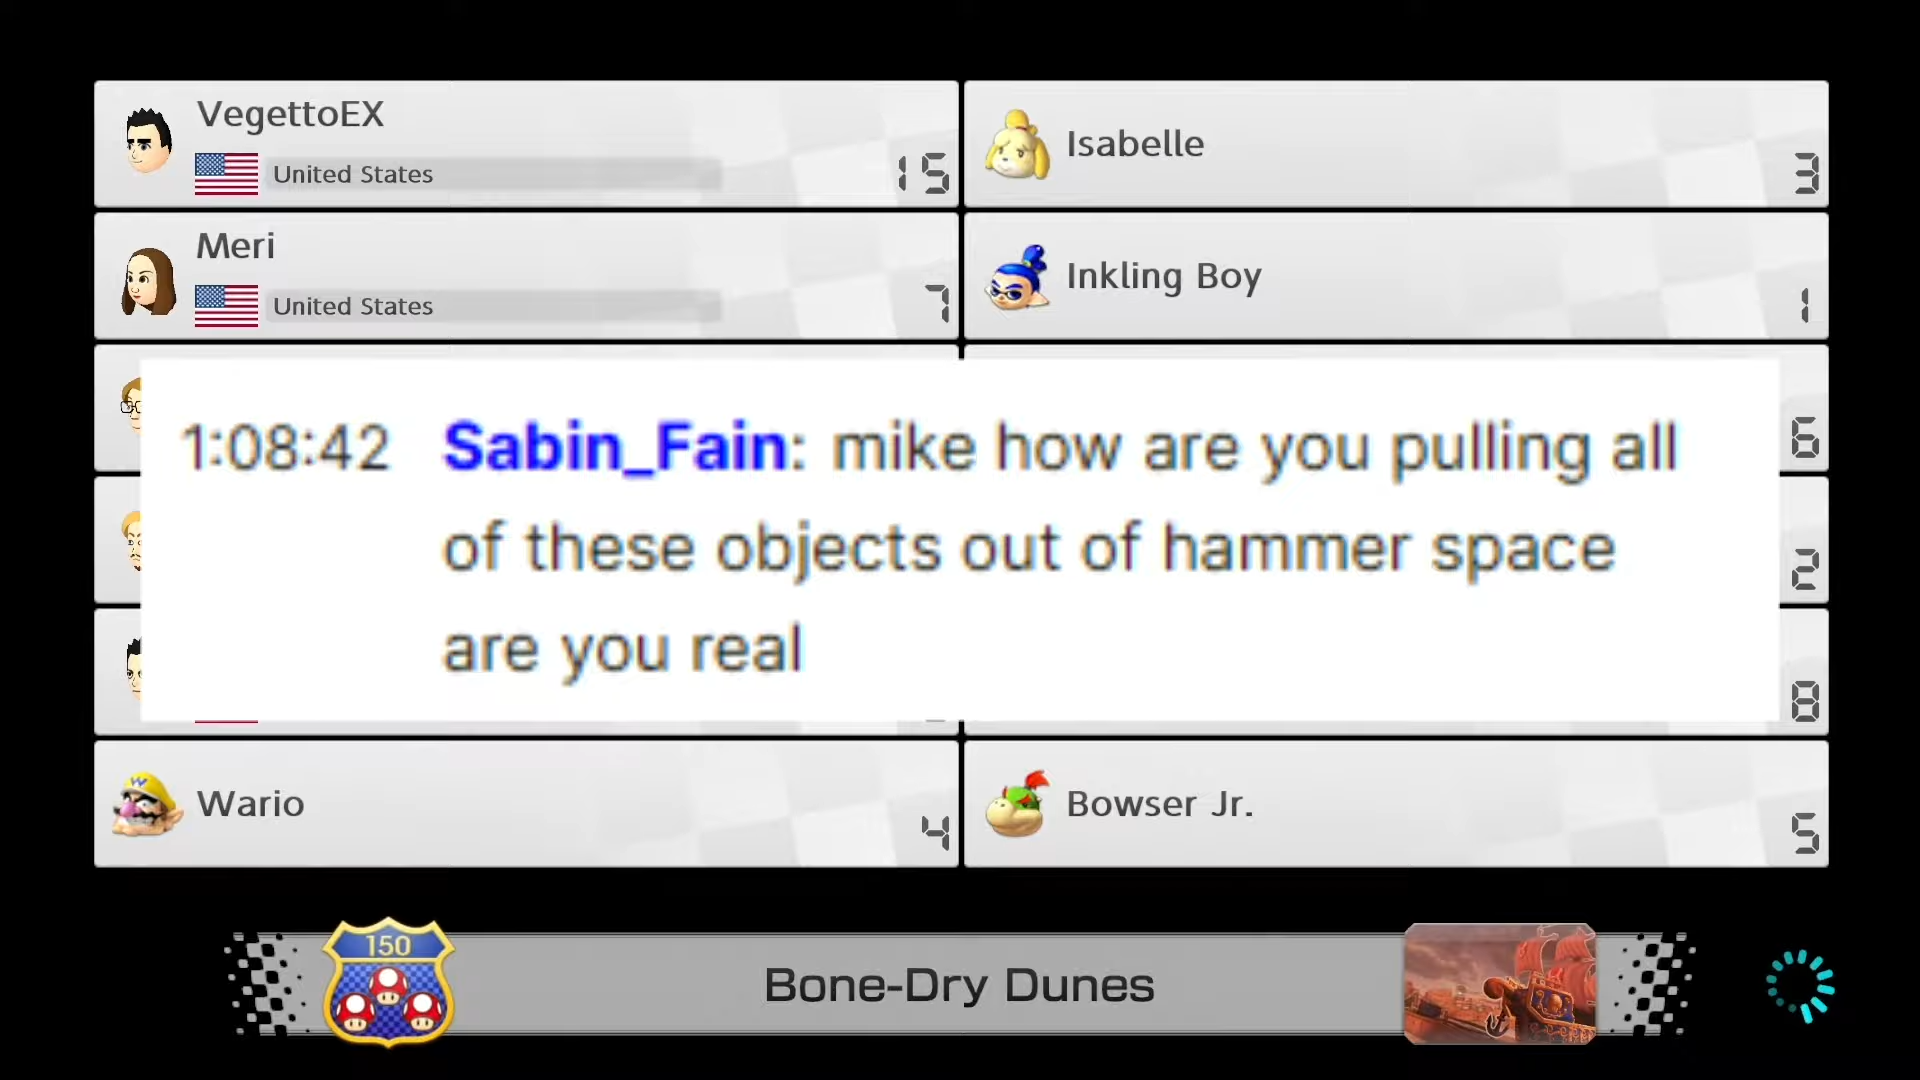 VegettoEX
United States
15
Isabelle
3
Meri
United States
7
Inkling Boy
1
6
1:08:42 Sabin_Fain: mike how are you pulling all
of these objects out of hammer space
are you real
2
8
Wario
4
Bowser Jr.
5
150
Bone-Dry Dunes